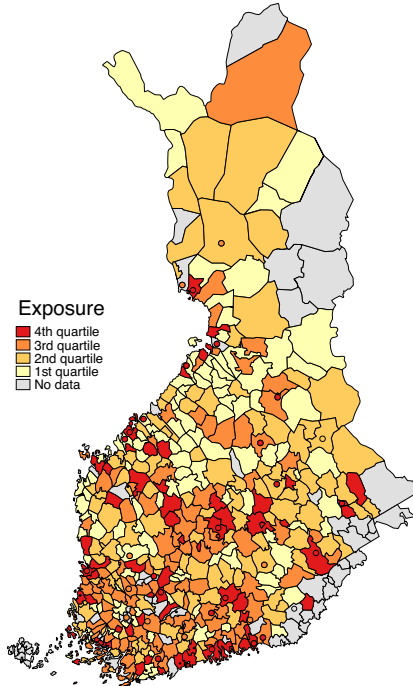 Exposure
4th quartile
3rd quartile
2nd quartile
1st quartile
No data